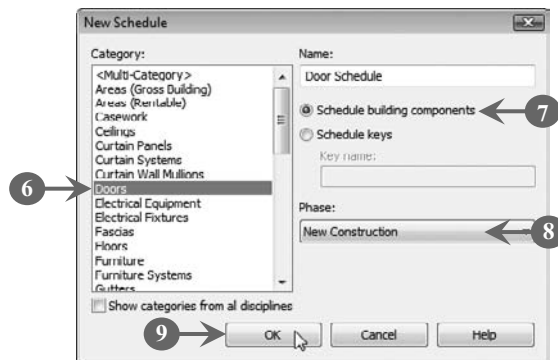 New Schedule
Category:
<Multi-Category>
Areas (Gross Building)
Areas (Rentable)
Casework
Ceilings
Curtain Panels
Curtain Systems
Curtain Wall Mullions
Doors
Electrical Equipment
Electrical Fixtures
Fascias
Floors
Furniture
Furniture Systems
Gutters
Show categories from all disciplines
Name:
Door Schedule
Schedule building components
Schedule keys
Key name:
Phase:
New Construction
OK
Cancel
Help
6
7
8
9